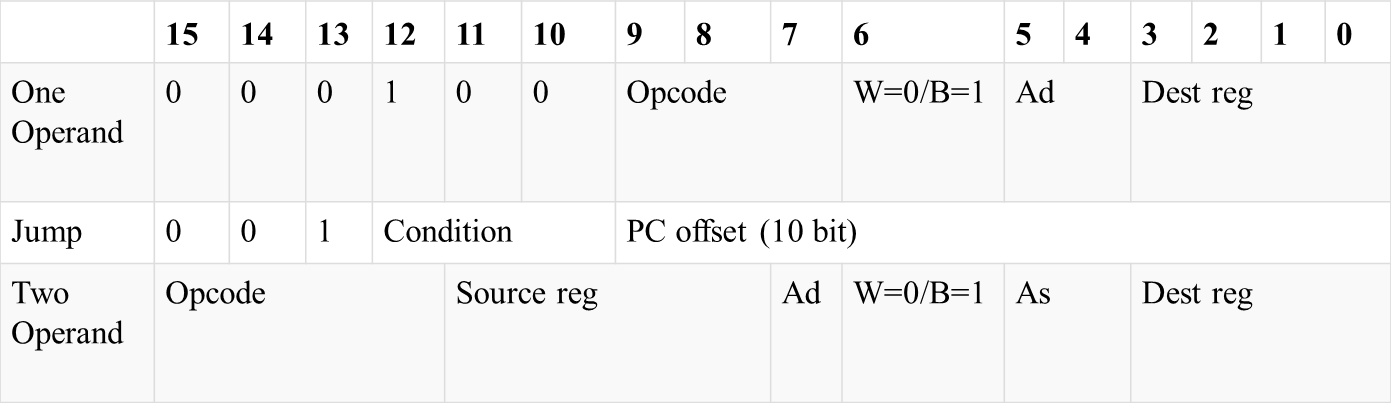 15 14 13 12 11 10 9 8 7 6 5 4 3 2 1 0
One Operand 0 0 0 1 0 0 Opcode W=0/B=1 Ad Dest reg
Jump 0 0 1 Condition PC offset (10 bit)
Two Operand Opcode Source reg Ad W=0/B=1 As Dest reg